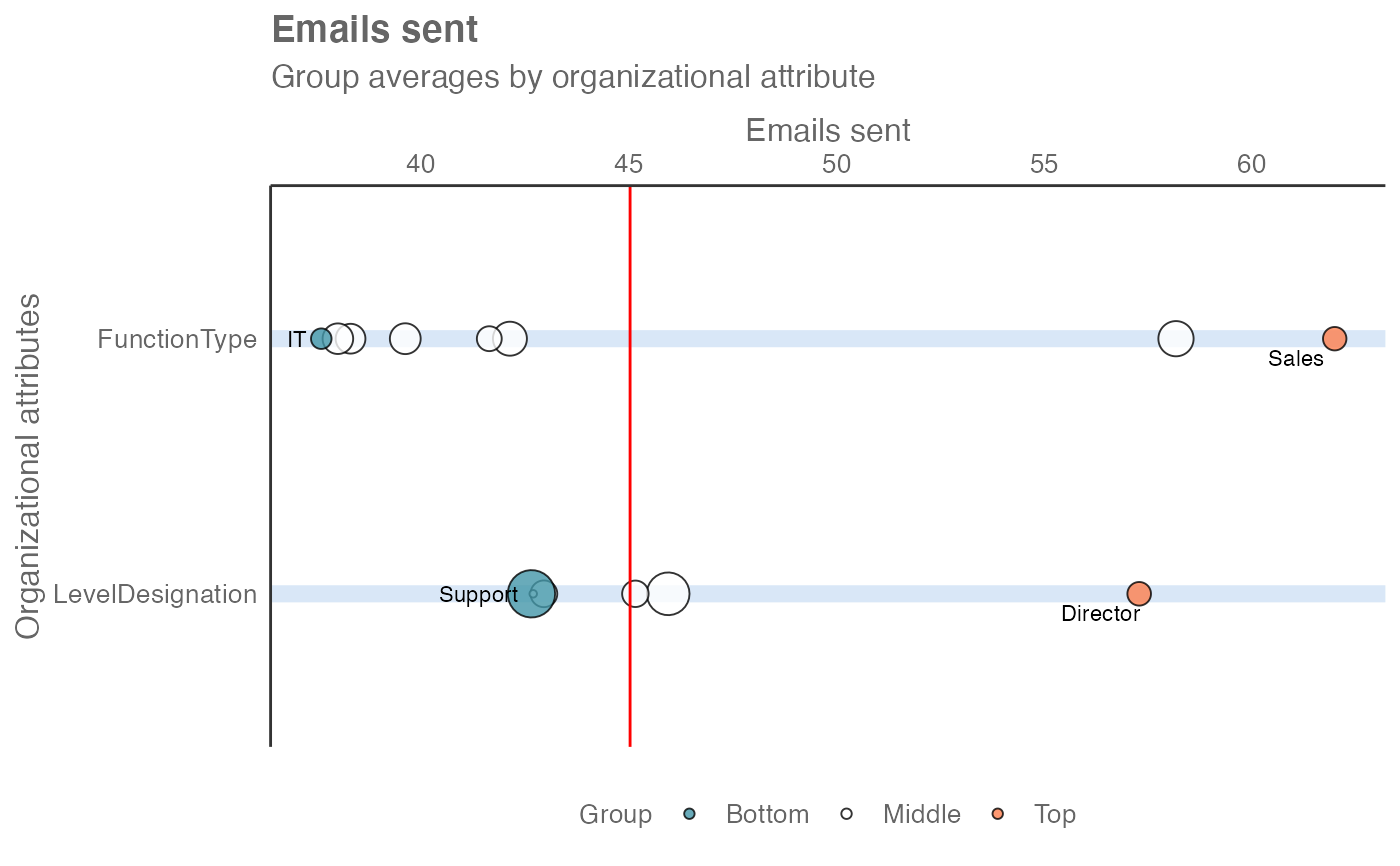 Emails sent
Group averages by organizational attribute
Emails sent
40 45 50 55 60
Organizational attributes
FunctionType
IT
Sales
LevelDesignation
Support
Director
Group Bottom Middle Top